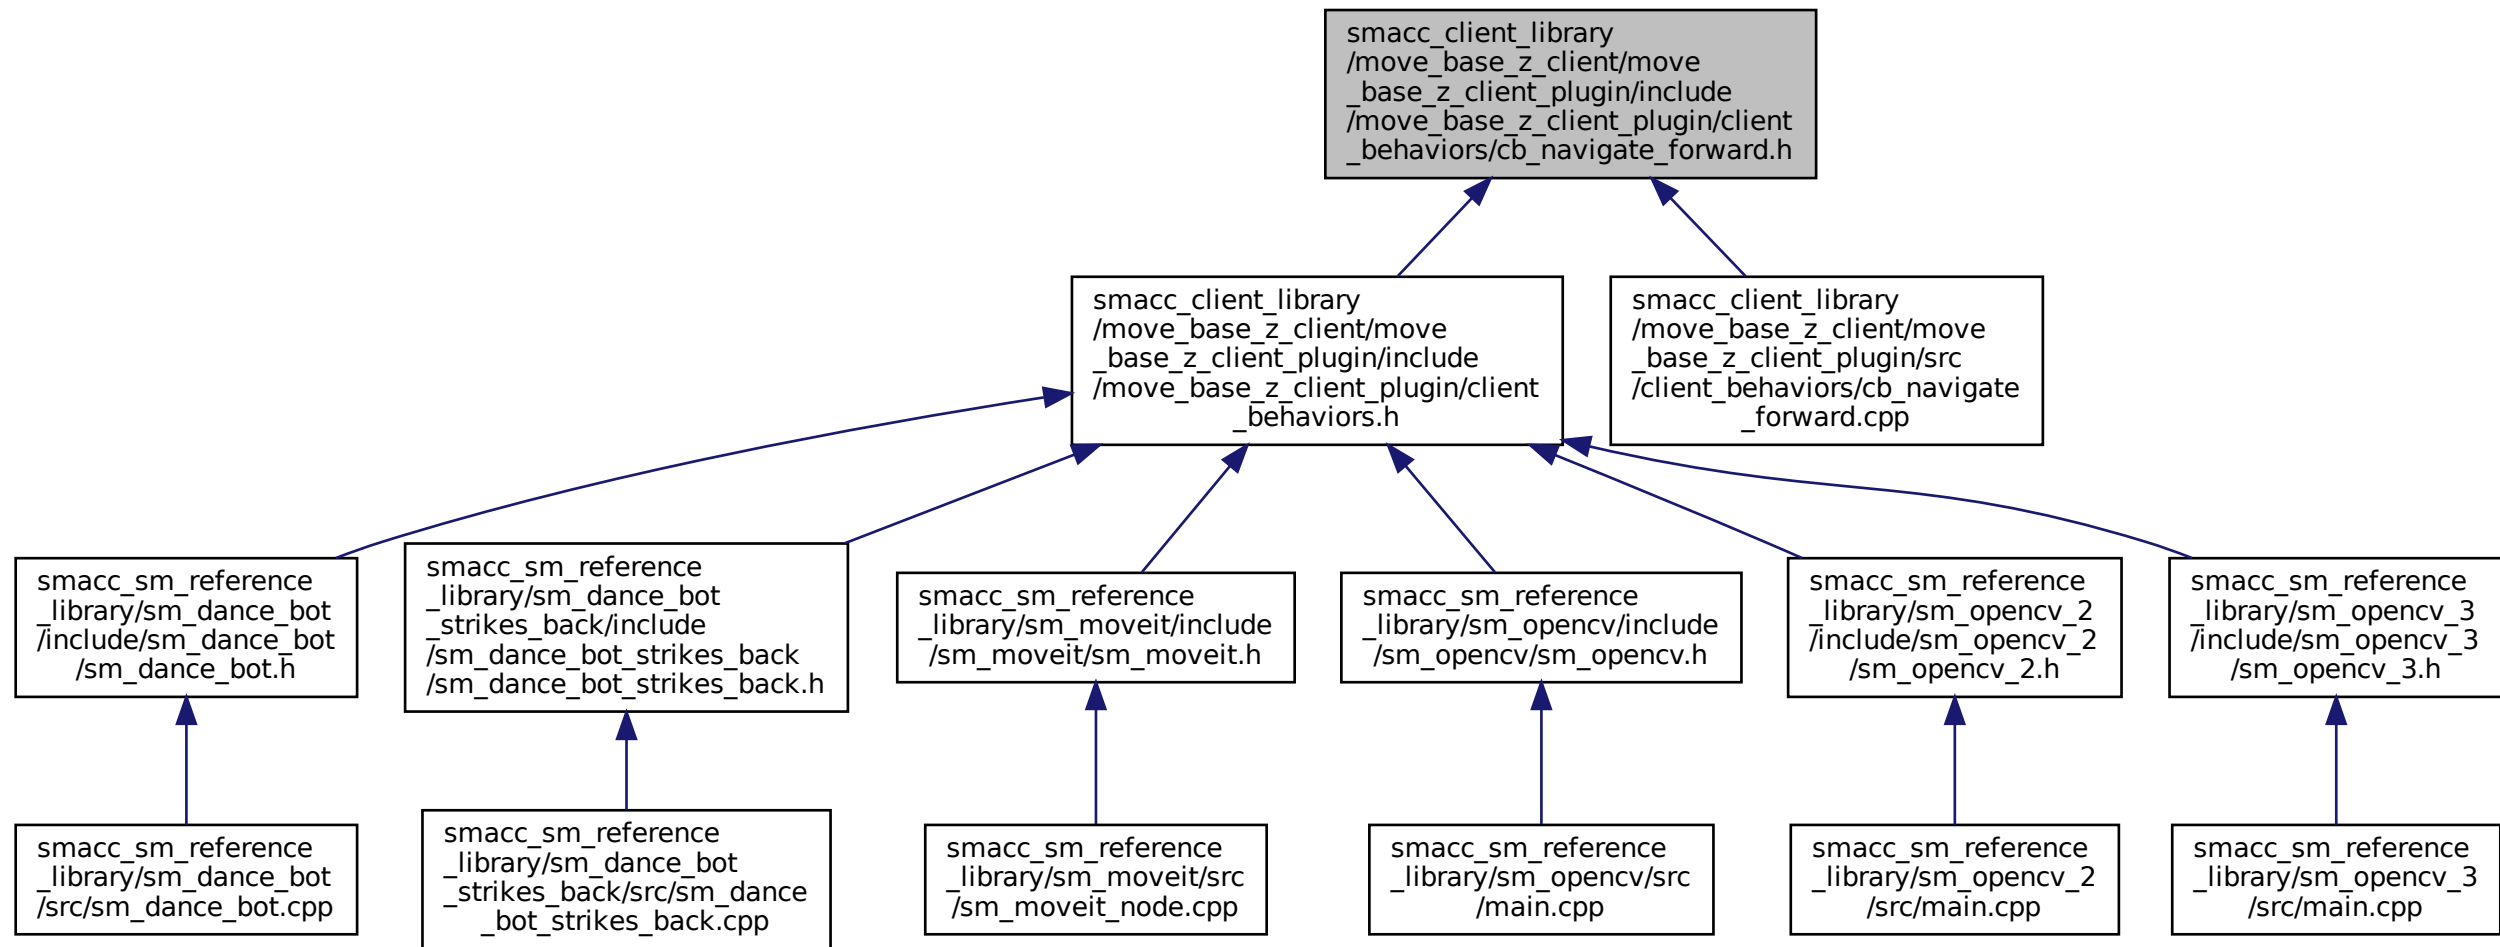 smacc_client_library
/move_base_z_client/move
_base_z_client_plugin/include
/move_base_z_client_plugin/client
_behaviors/cb_navigate_forward.h
smacc_client_library
/move_base_z_client/move
_base_z_client_plugin/include
/move_base_z_client_plugin/client
_behaviors.h
smacc_client_library
/move_base_z_client/move
_base_z_client_plugin/src
/client_behaviors/cb_navigate
_forward.cpp
smacc_sm_reference
_library/sm_dance_bot
/include/sm_dance_bot
/sm_dance_bot.h
smacc_sm_reference
_library/sm_dance_bot
_strikes_back/include
/sm_dance_bot_strikes_back
/sm_dance_bot_strikes_back.h
smacc_sm_reference
_library/sm_moveit/include
/sm_moveit/sm_moveit.h
smacc_sm_reference
_library/sm_opencv/include
/sm_opencv/sm_opencv.h
smacc_sm_reference
_library/sm_opencv_2
/include/sm_opencv_2
/sm_opencv_2.h
smacc_sm_reference
_library/sm_opencv_3
/include/sm_opencv_3
/sm_opencv_3.h
smacc_sm_reference
_library/sm_dance_bot
/src/sm_dance_bot.cpp
smacc_sm_reference
_library/sm_dance_bot
_strikes_back/src/sm_dance
_bot_strikes_back.cpp
smacc_sm_reference
_library/sm_moveit/src
/sm_moveit_node.cpp
smacc_sm_reference
_library/sm_opencv/src
/main.cpp
smacc_sm_reference
_library/sm_opencv_2
/src/main.cpp
smacc_sm_reference
_library/sm_opencv_3
/src/main.cpp